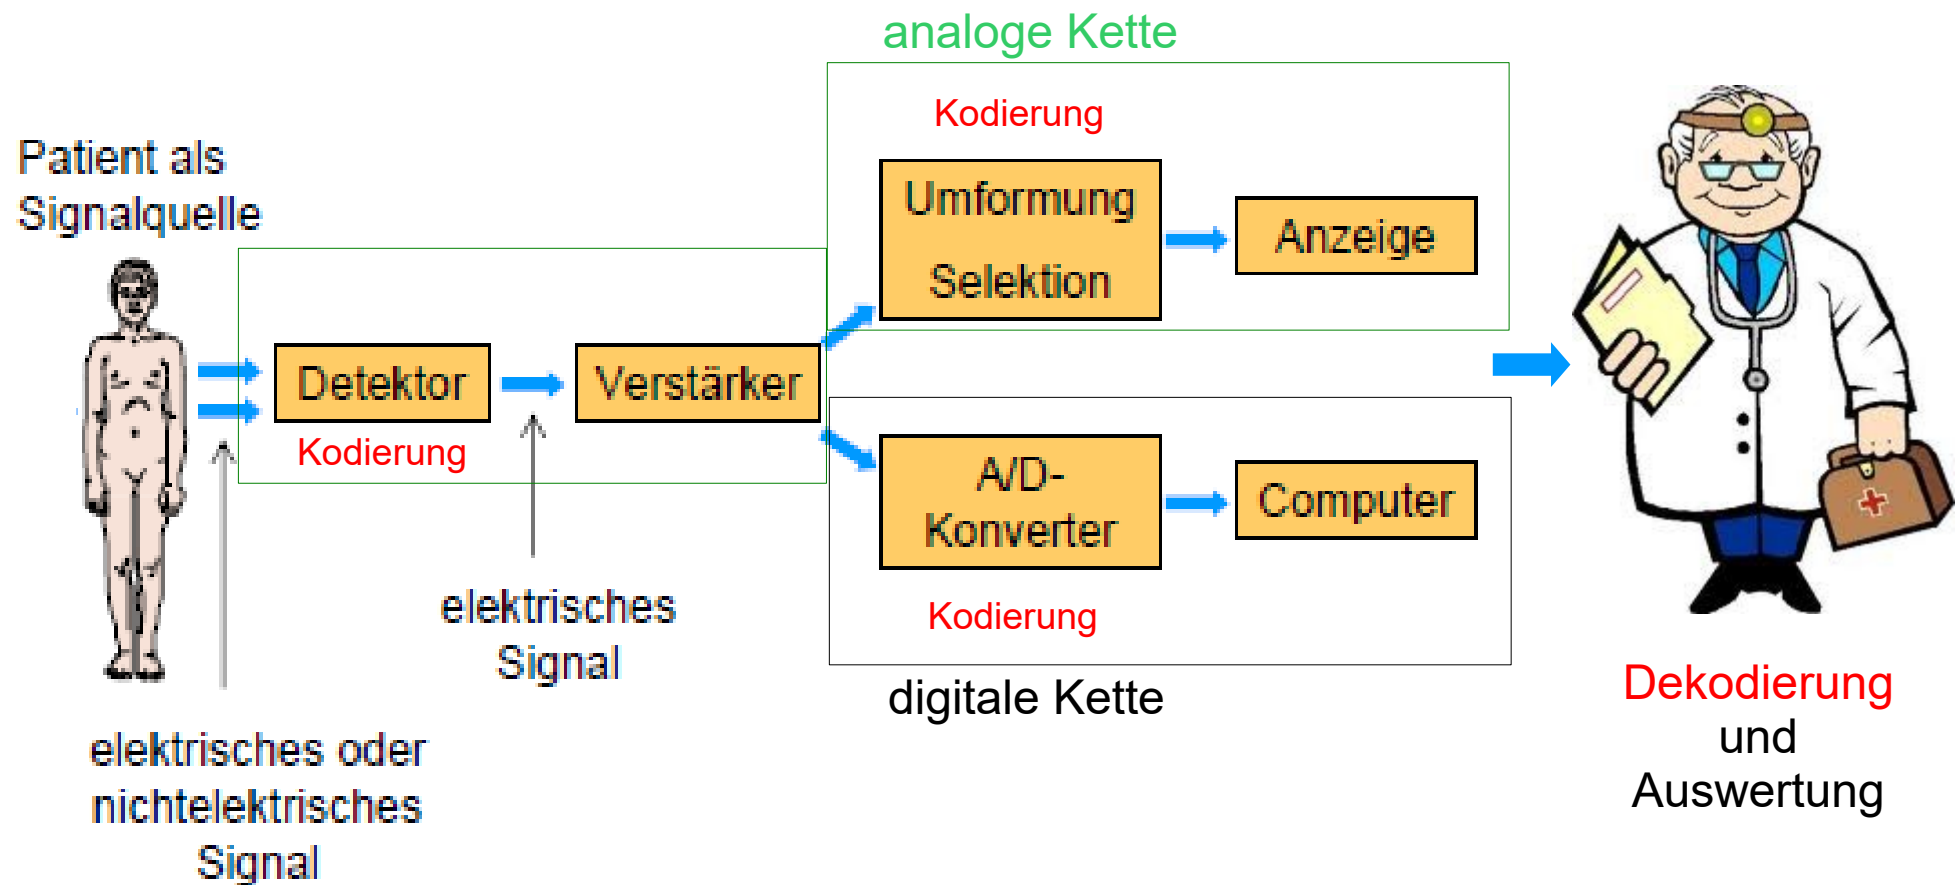 analoge Kette
Kodierung
Patient als
Signalquelle
Umformung
Selektion
Anzeige
Detektor
Verstärker
Kodierung
A/D-
Konverter
Computer
Kodierung
elektrisches
Signal
digitale Kette
elektrisches oder
nichtelektrisches
Signal
Dekodierung
und
Auswertung